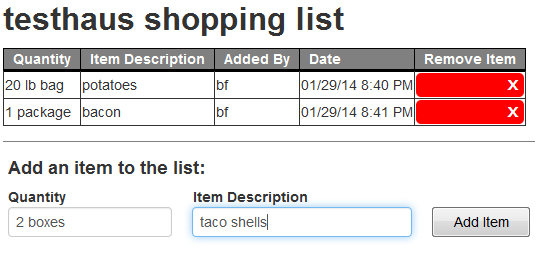 testhaus shopping list
Quantity Item Description Added By Date Remove Item
20 lb bag potatoes bf 01/29/14 8:40 PM X
1 package bacon bf 01/29/14 8:41 PM X
Add an item to the list:
Quantity Item Description
2 boxes taco shells Add Item